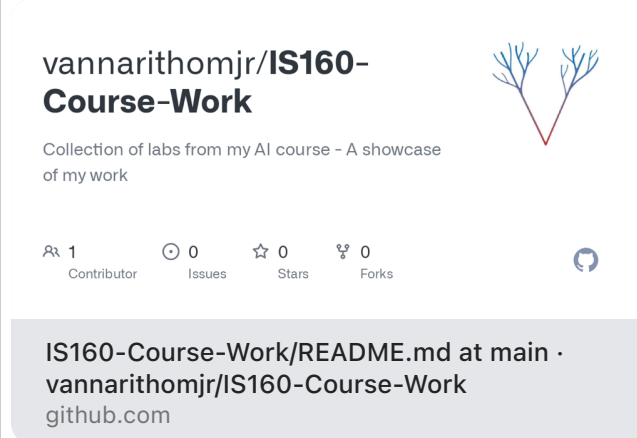 vannarithomjr/IS160-
Course-Work
Collection of labs from my AI course - A showcase
of my work
1
Contributor
0
Issues
0
Stars
0
Forks
IS160-Course-Work/README.md at main ·
vannarithomjr/IS160-Course-Work
github.com